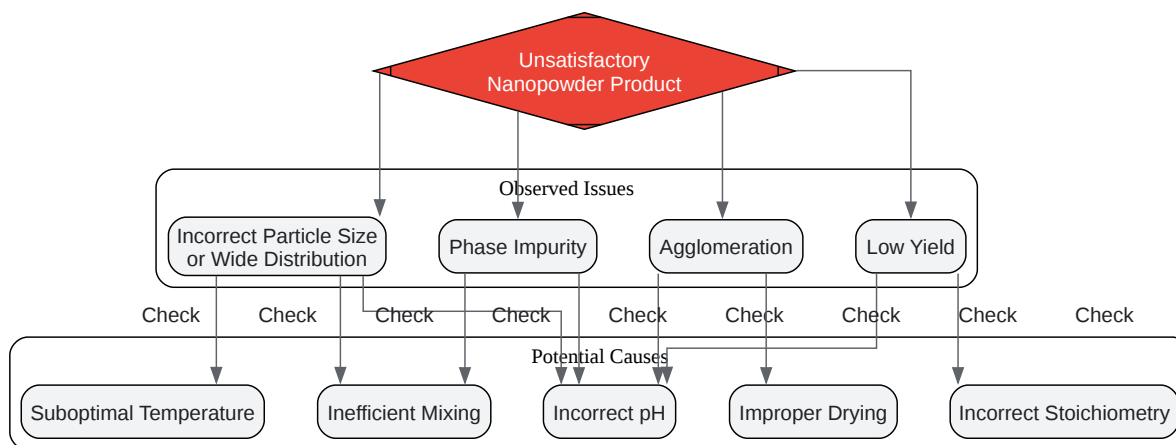 Unsatisfactory
Nanopowder Product
Observed Issues
Incorrect Particle Size
or Wide Distribution
Phase Impurity
Agglomeration
Low Yield
Check
Check
Check
Check
Check
Check
Check
Check
Check
Potential Causes
Suboptimal Temperature
Inefficient Mixing
Incorrect pH
Improper Drying
Incorrect Stoichiometry